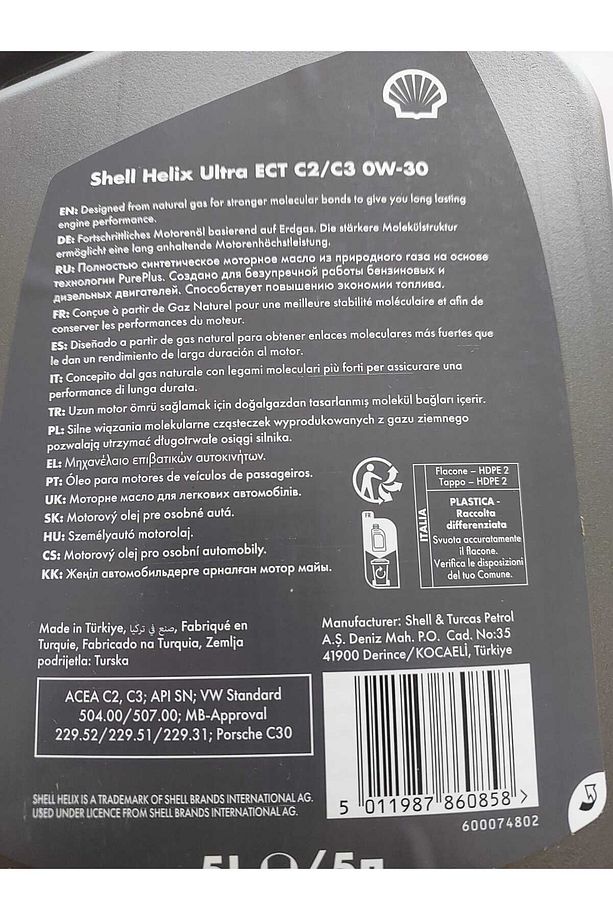 Shell Helix Ultra ECT C2/C3 0W-30
EN: Designed from natural gas for stronger molecular bonds to give you long lasting
engine performance.
DE: Fortschrittliches Motorenöl basierend auf Erdgas. Die stärkere Molekülstruktur
ermöglicht eine lang anhaltende Motorenhöchstleistung.
RU: Полностью синтетическое моторное масло из природного газа на основе
технологии PurePlus. Создано для безупречной работы бензиновых и
дизельных двигателей. Способствует повышению экономии топлива.
FR: Conçue à partir de Gaz Naturel pour une meilleure stabilité moléculaire et afin de
conserver les performances du moteur.
ES: Diseñado a partir de gas natural para obtener enlaces moleculares más fuertes que
le dan un rendimiento de larga duración al motor.
IT: Concepito dal gas naturale con legami moleculari più forti per assicurare una
performance di lunga durata.
TR: Uzun motor ömrü sağlamak için doğalgazdan tasarlanmış molekül bağları içerir.
PL: Silne wiązania molekularne cząsteczek wyprodukowanych z gazu ziemnego
pozwalają utrzymać długotrwałe osiągi silnika.
EL: Μηχανέλαιο επιβατικών αυτοκινήτων.
PT: Óleo para motores de veículos de passageiros.
UK: Моторне масло для легкових автомобілів.
SK: Motorový olej pre osobné autá.
HU: Személyautó motorolaj.
CS: Motorový olej pro osobní automobily.
KK: Жеңіл автомобильдерге арналған мотор майы.
FR
ITALIA
Flacone – HDPE 2
Tappo – HDPE 2
PLASTICA -
Raccolta
differenziata
Svuota accuratamente
il flacone.
Verifica le disposizioni
del tuo Comune.
Made in Türkiye, صنع في تركيا, Fabriqué en
Turquie, Fabricado na Turquia, Zemlja
podrijetla: Turska
Manufacturer: Shell & Turcas Petrol
A.Ş. Deniz Mah. P.O. Cad. No:35
41900 Derince/KOCAELİ, Türkiye
ACEA C2, C3; API SN; VW Standard
504.00/507.00; MB-Approval
229.52/229.51/229.31; Porsche C30
SHELL HELIX IS A TRADEMARK OF SHELL BRANDS INTERNATIONAL AG.
USED UNDER LICENCE FROM SHELL BRANDS INTERNATIONAL AG.
5 011987 860858 >
600074802
5L ℮/5л